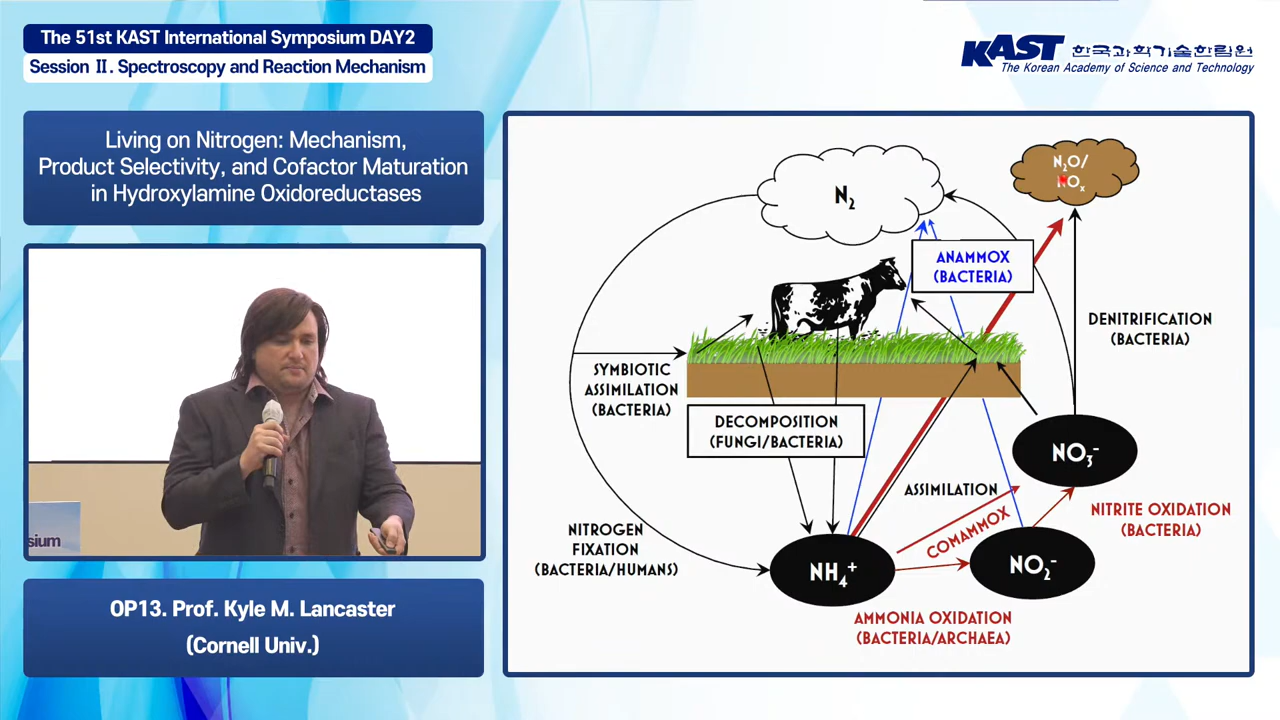 The 51st KAST International Symposium DAY2
Session Ⅱ. Spectroscopy and Reaction Mechanism
KAST 한국과학기술한림원
The Korean Academy of Science and Technology
Living on Nitrogen: Mechanism,
Product Selectivity, and Cofactor Maturation
in Hydroxylamine Oxidoreductases
sium
OP13. Prof. Kyle M. Lancaster
(Cornell Univ.)
N₂
N₂O/
NOₓ
ANAMMOX
(BACTERIA)
DENITRIFICATION
(BACTERIA)
SYMBIOTIC
ASSIMILATION
(BACTERIA)
DECOMPOSITION
(FUNGI/BACTERIA)
NO₃⁻
ASSIMILATION
COMAMMOX
NITRITE OXIDATION
(BACTERIA)
NITROGEN
FIXATION
(BACTERIA/HUMANS)
NH₄⁺
NO₂⁻
AMMONIA OXIDATION
(BACTERIA/ARCHAEA)